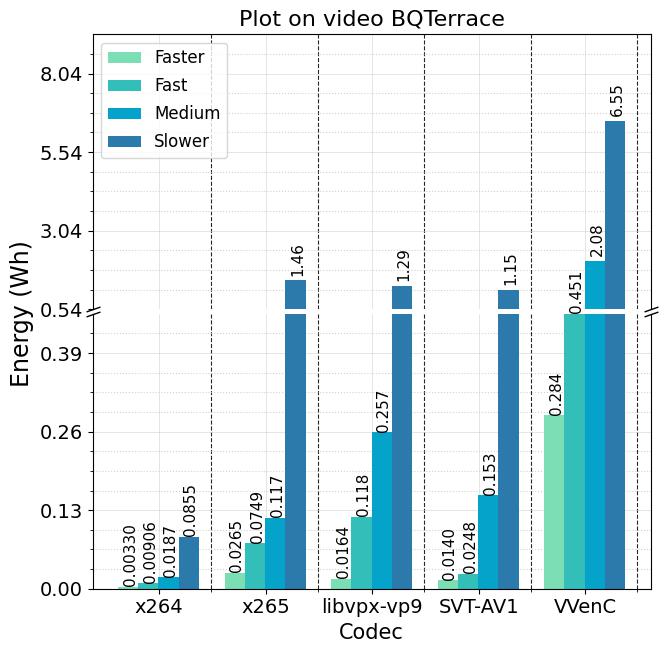 Plot on video BQTerrace
Faster
Fast
Medium
Slower
Energy (Wh)
8.04
5.54
3.04
0.54
0.39
0.26
0.13
0.00
0.00330
0.00906
0.0187
0.0855
0.0265
0.0749
0.117
1.46
0.0164
0.118
0.257
1.29
0.0140
0.0248
0.153
1.15
0.284
0.451
2.08
6.55
x264
x265
libvpx-vp9
SVT-AV1
VVenC
Codec